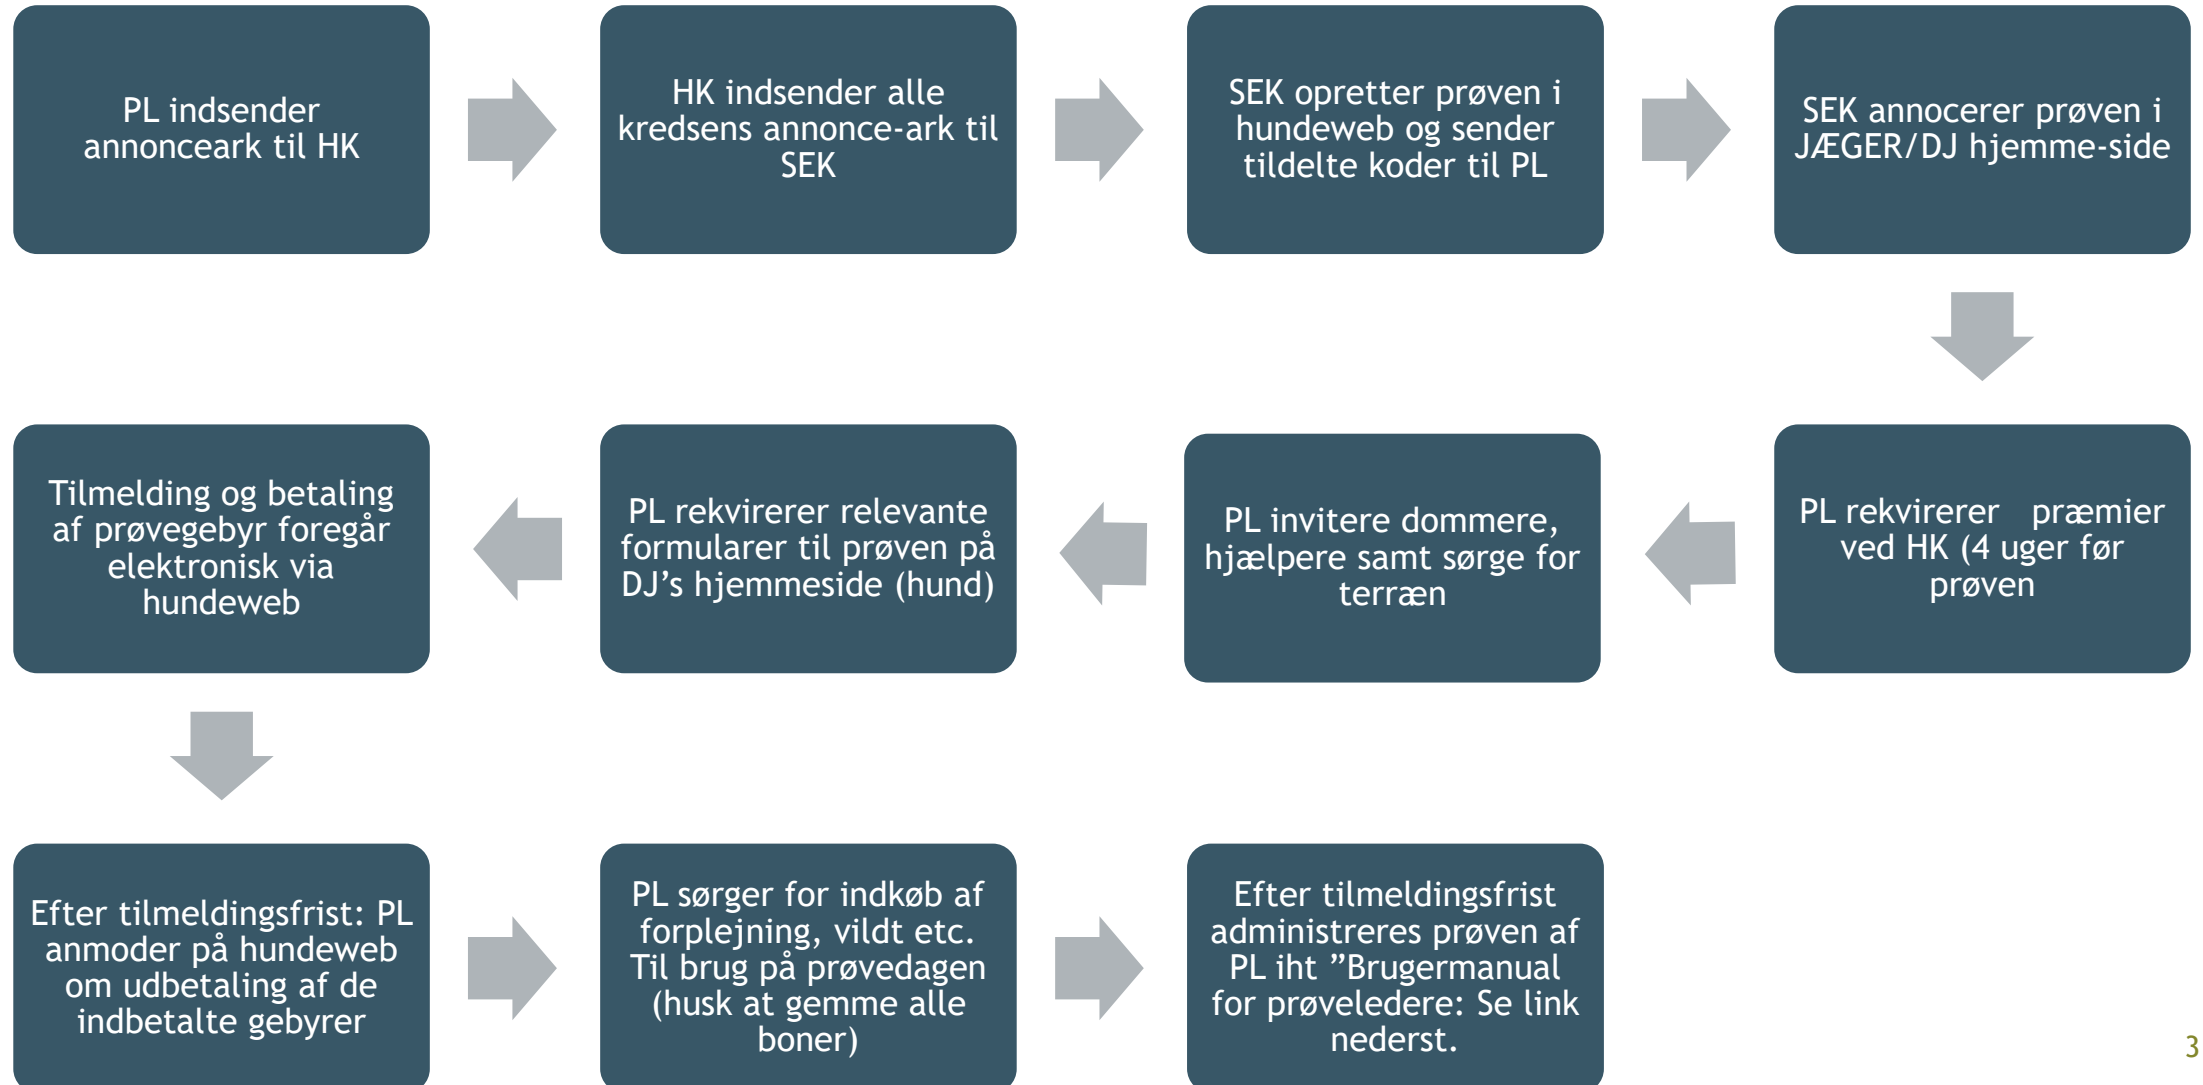 PL indsender
annonceark til HK
HK indsender alle
kredsens annonce-ark til
SEK
SEK opretter prøven i
hundeweb og sender
tildelte koder til PL
SEK annocerer prøven i
JÆGER/DJ hjemme-side
PL rekvirerer   præmier
ved HK (4 uger før
prøven
PL invitere dommere,
hjælpere samt sørge for
terræn
PL rekvirerer relevante
formularer til prøven på
DJ’s hjemmeside (hund)
Tilmelding og betaling
af prøvegebyr foregår
elektronisk via
hundeweb
Efter tilmeldingsfrist: PL
anmoder på hundeweb
om udbetaling af de
indbetalte gebyrer
PL sørger for indkøb af
forplejning, vildt etc.
Til brug på prøvedagen
(husk at gemme alle
boner)
Efter tilmeldingsfrist
administreres prøven af
PL iht ”Brugermanual
for prøveledere: Se link
nederst.
3